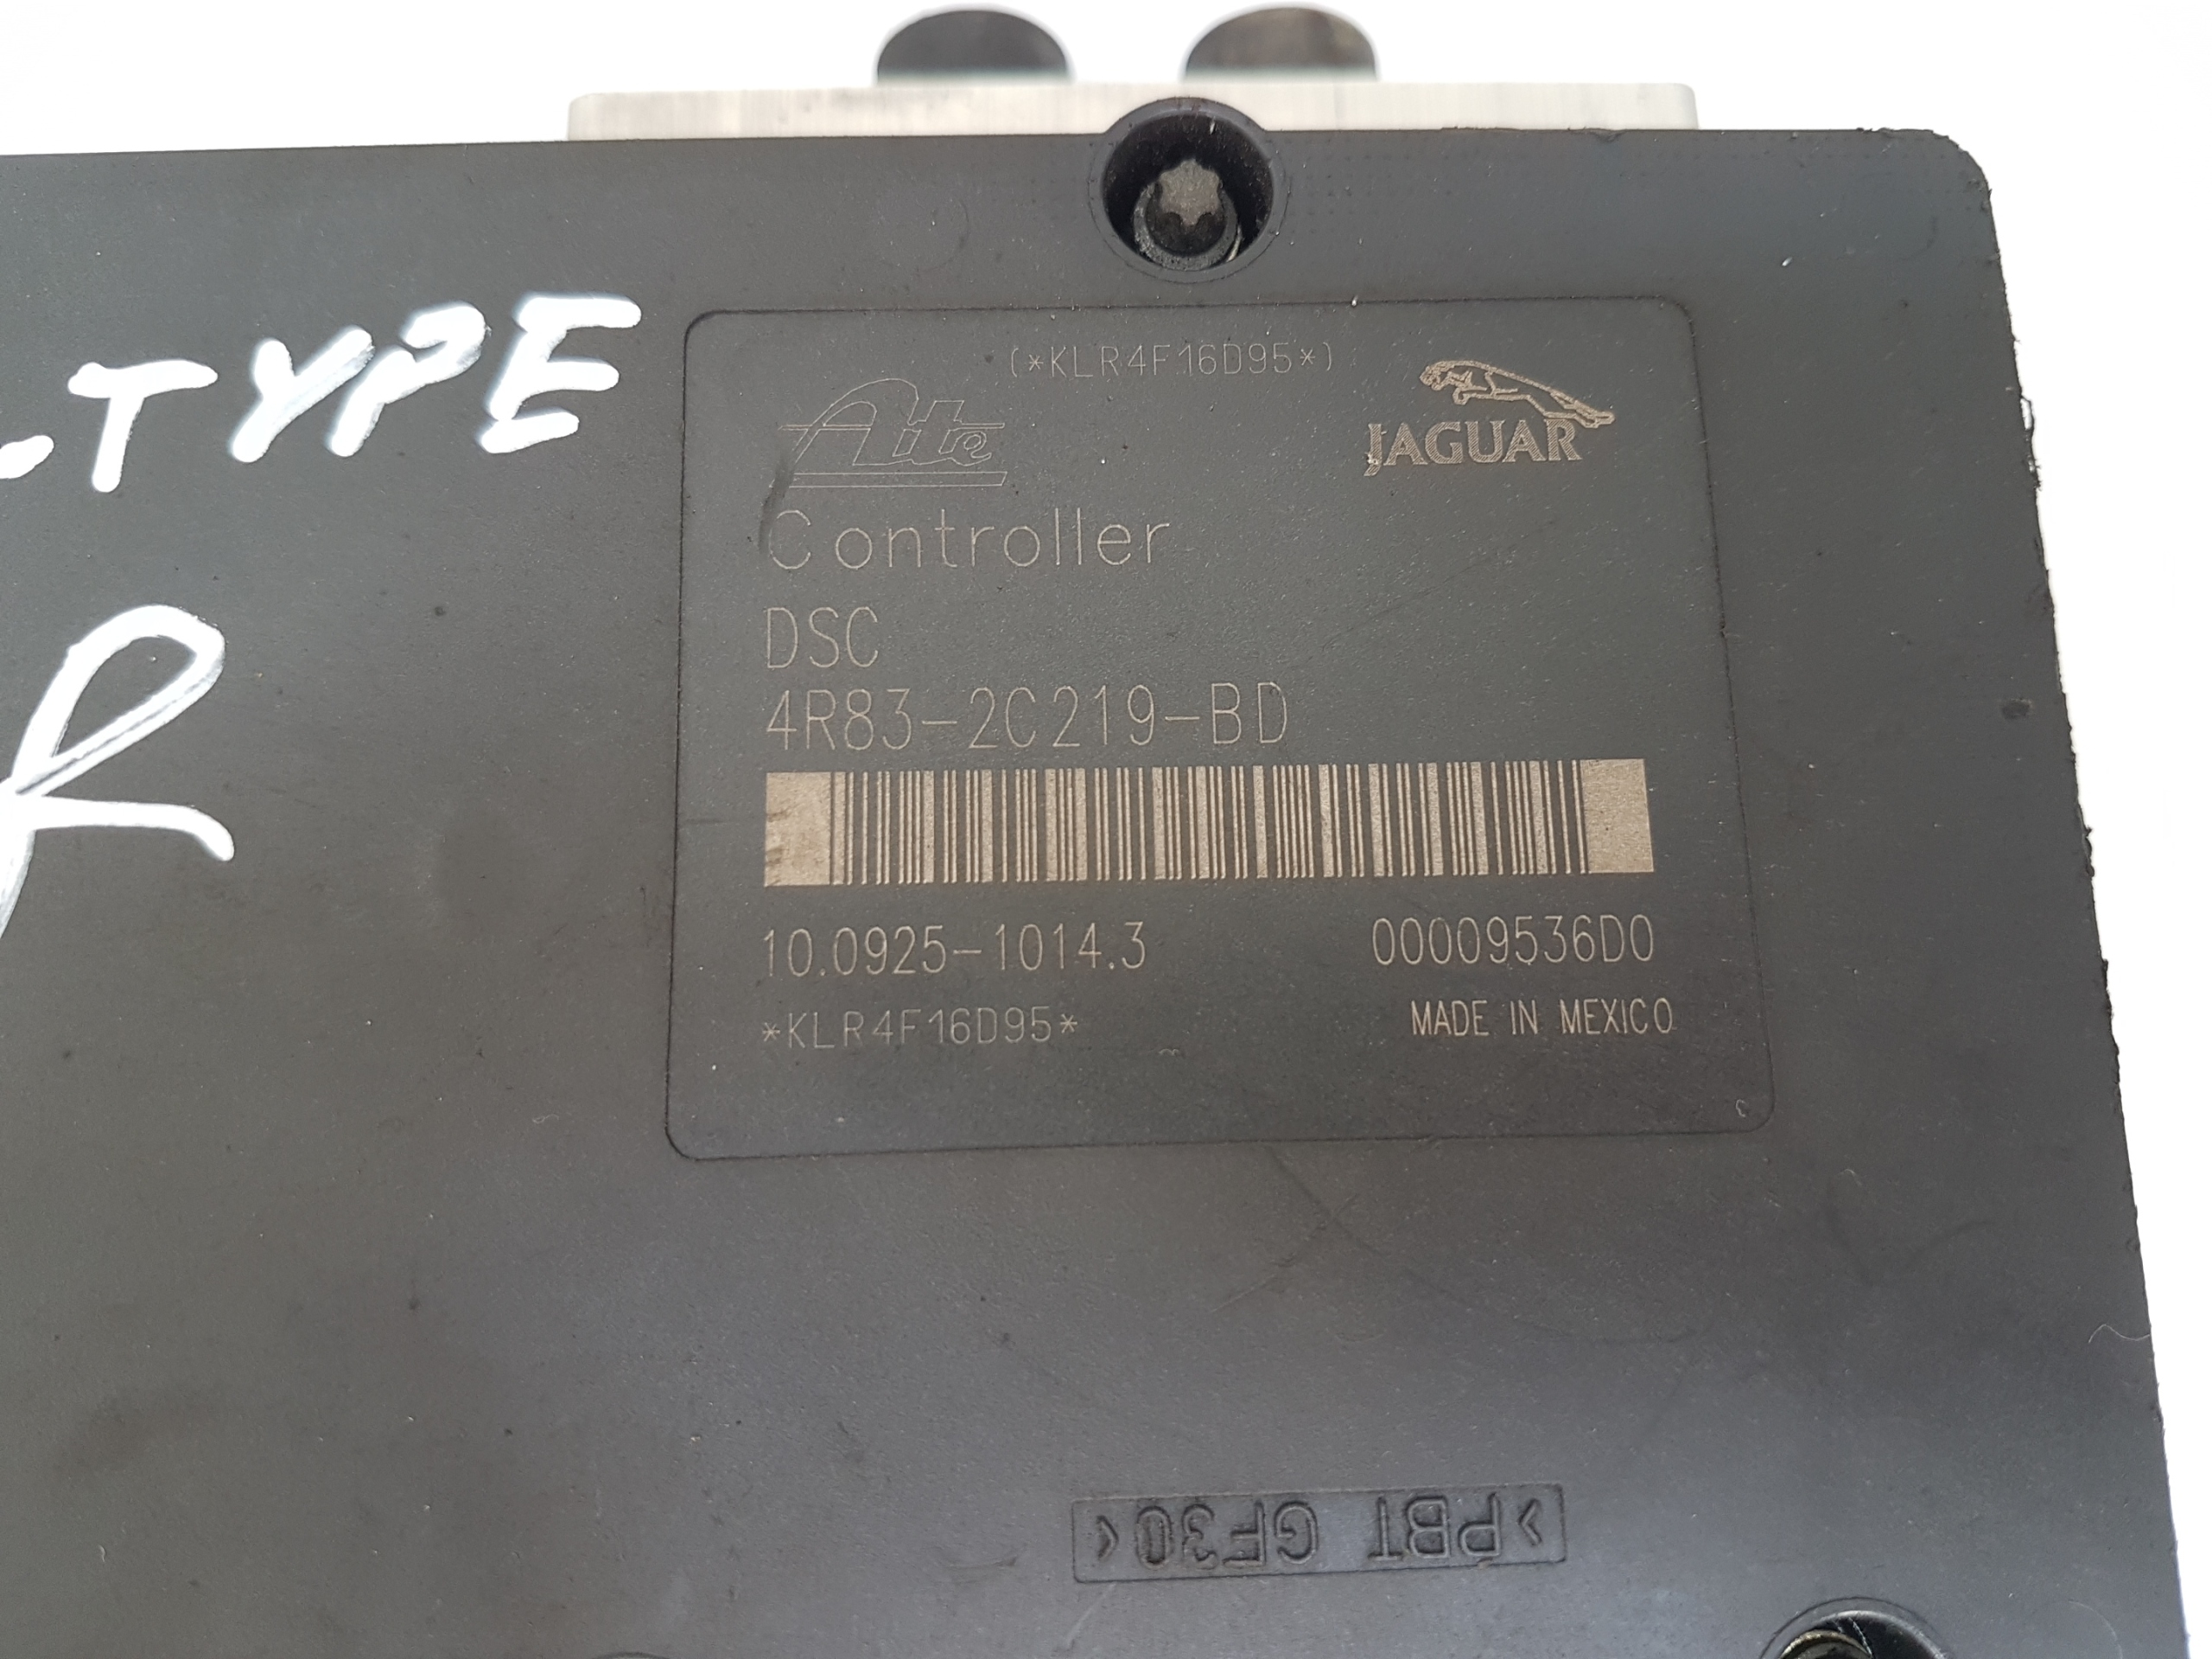 -TYPE
R
(*KLR4F16D95*)
Ate
JAGUAR
Controller
DSC
4R83-2C219-BD
10.0925-1014.3 00009536D0
*KLR4F16D95* MADE IN MEXICO
>PBT GF30<